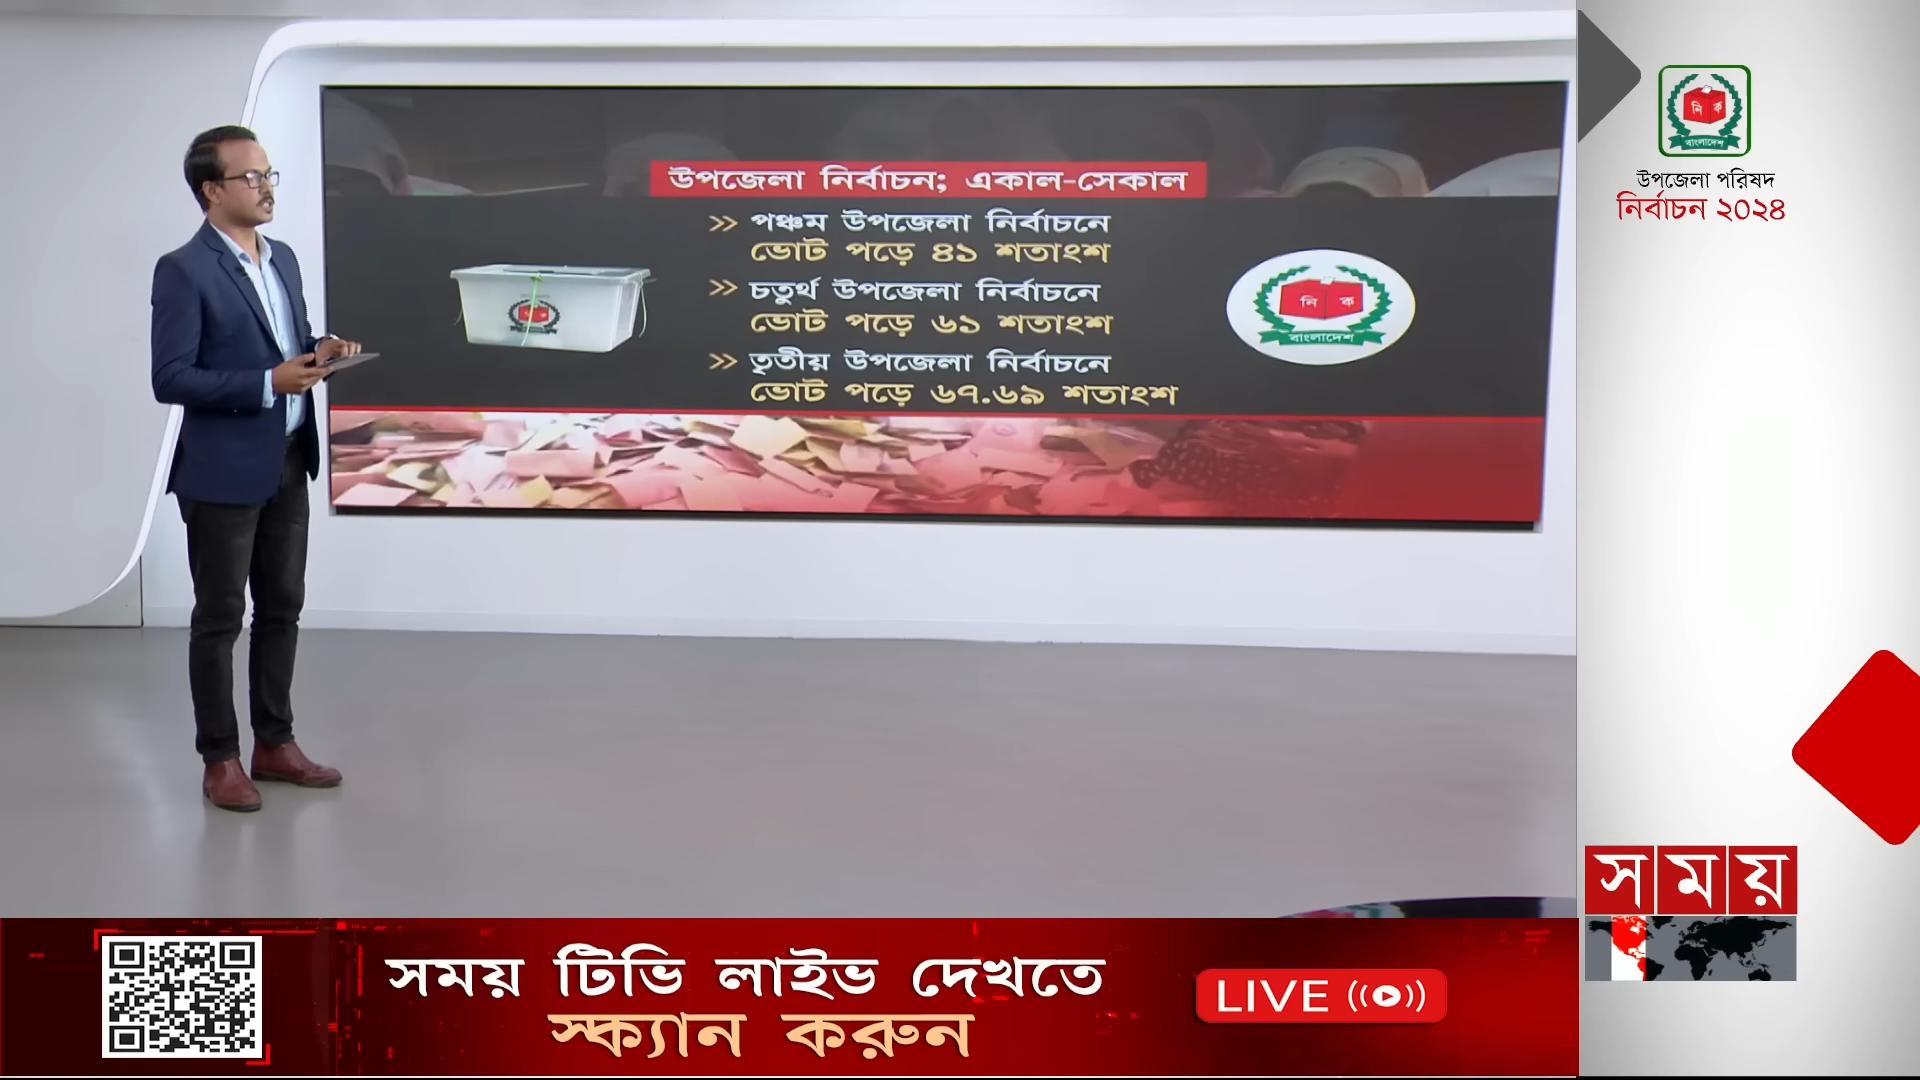 উপজেলা নির্বাচন; একাল-সেকাল
>> পঞ্চম উপজেলা নির্বাচনে
ভোট পড়ে ৪১ শতাংশ
>> চতুর্থ উপজেলা নির্বাচনে
ভোট পড়ে ৬১ শতাংশ
>> তৃতীয় উপজেলা নির্বাচনে
ভোট পড়ে ৬৭.৬৯ শতাংশ
নি ক
বাংলাদেশ
নি ক
বাংলাদেশ
উপজেলা পরিষদ
নির্বাচন ২০২৪
সময়
সময় টিভি লাইভ দেখতে
স্ক্যান করুন
LIVE